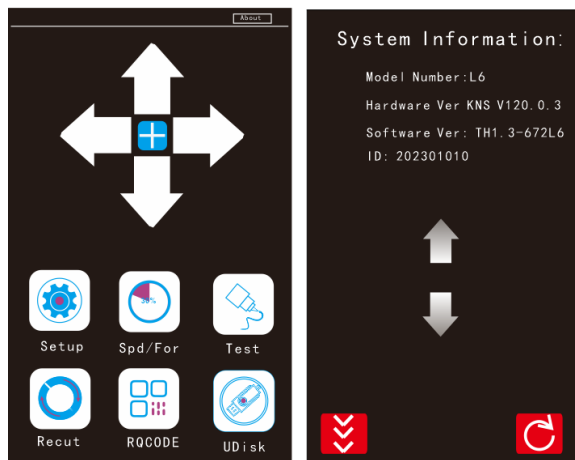 About
30%
Setup
Spd/For
Test
Recut
RQCODE
UDisk
System Information:
Model Number:L6
Hardware Ver KNS V120.0.3
Software Ver: TH1.3-672L6
ID: 202301010